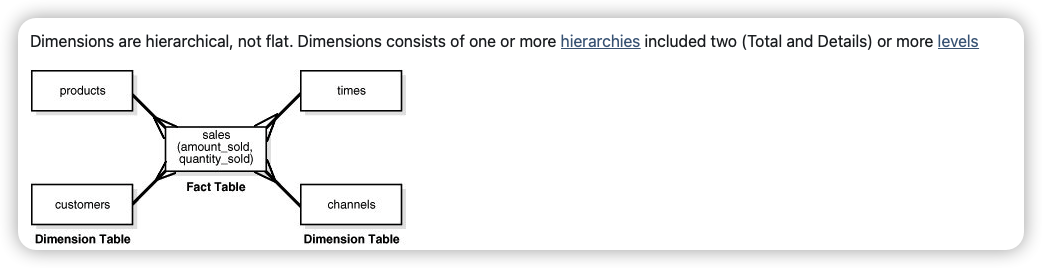 Dimensions are hierarchical, not flat. Dimensions consists of one or more hierarchies included two (Total and Details) or more levels
products
times
sales
(amount_sold,
quantity_sold)
Fact Table
customers
channels
Dimension Table
Dimension Table